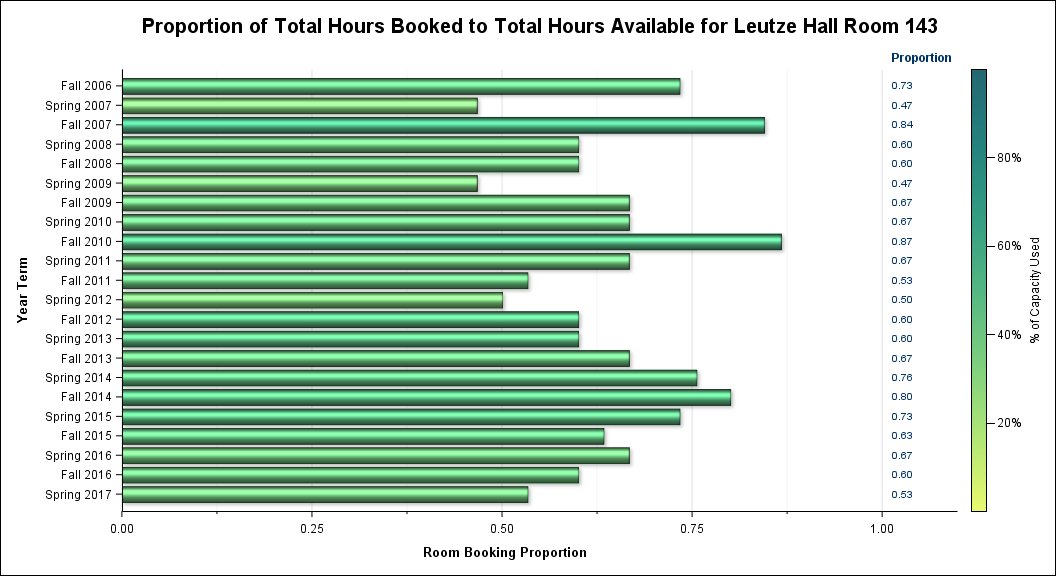 Proportion of Total Hours Booked to Total Hours Available for Leutze Hall Room 143
Proportion
Fall 2006 0.73
Spring 2007 0.47
Fall 2007 0.84
Spring 2008 0.60
Fall 2008 0.60
Spring 2009 0.47
Fall 2009 0.67
Spring 2010 0.67
Fall 2010 0.87
Spring 2011 0.67
Fall 2011 0.53
Spring 2012 0.50
Fall 2012 0.60
Spring 2013 0.60
Fall 2013 0.67
Spring 2014 0.76
Fall 2014 0.80
Spring 2015 0.73
Fall 2015 0.63
Spring 2016 0.67
Fall 2016 0.60
Spring 2017 0.53
Year Term
0.00 0.25 0.50 0.75 1.00
Room Booking Proportion
80%
60%
40%
20%
% of Capacity Used